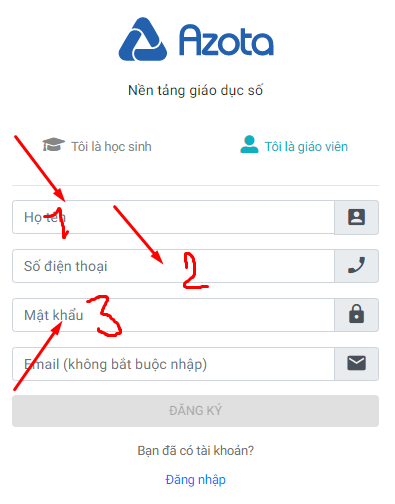 Azota
Nền tảng giáo dục số
Tôi là học sinh
Tôi là giáo viên
Họ tên 1
Số điện thoại 2
Mật khẩu 3
Email (không bắt buộc nhập)
ĐĂNG KÝ
Bạn đã có tài khoản?
Đăng nhập